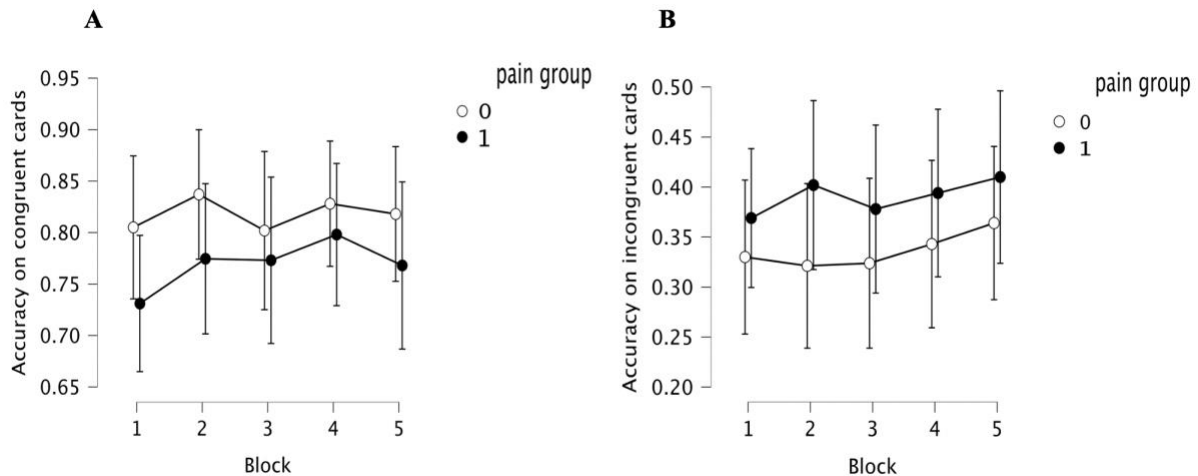 A
pain group
0
1
Accuracy on congruent cards
0.95
0.90
0.85
0.80
0.75
0.70
0.65
1 2 3 4 5
Block
B
pain group
0
1
Accuracy on incongruent cards
0.50
0.45
0.40
0.35
0.30
0.25
0.20
1 2 3 4 5
Block